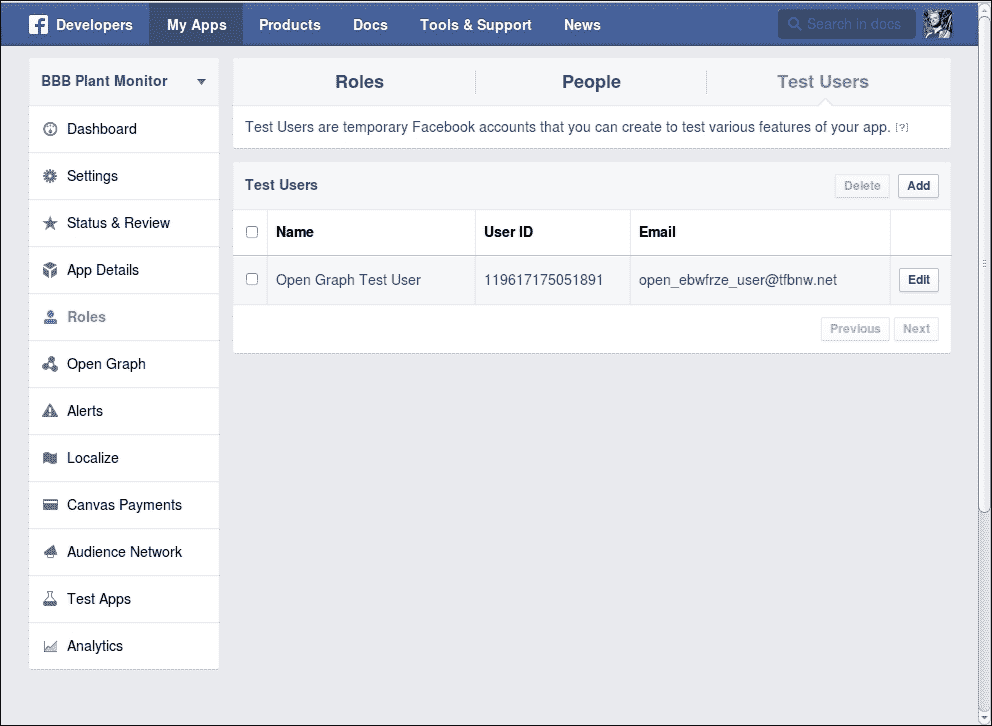 Developers My Apps Products Docs Tools & Support News Search in docs
BBB Plant Monitor
Dashboard
Settings
Status & Review
App Details
Roles
Open Graph
Alerts
Localize
Canvas Payments
Audience Network
Test Apps
Analytics
Roles People Test Users
Test Users are temporary Facebook accounts that you can create to test various features of your app. [?]
Test Users Delete Add
Name User ID Email
Open Graph Test User 119617175051891 open_ebwfrze_user@tfbnw.net Edit
Previous Next